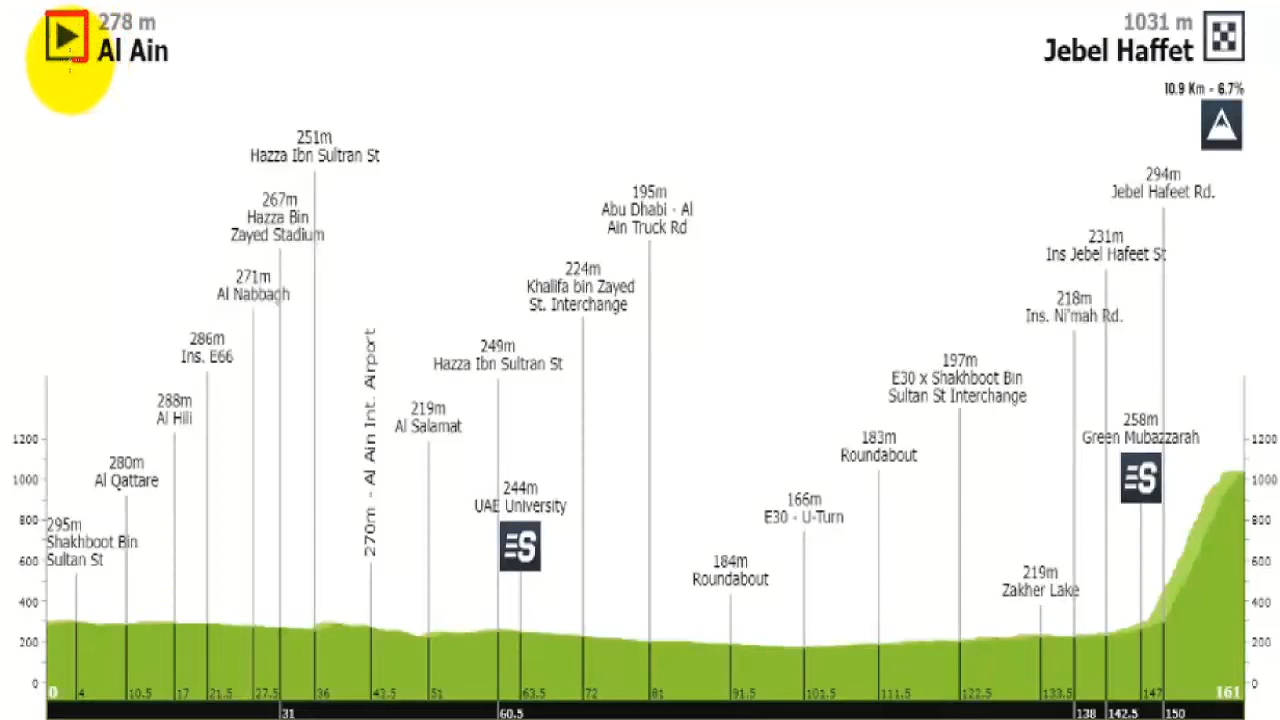 278 m
Al Ain
1031 m
Jebel Haffet
10.9 Km - 6.7%
251m
Hazza Ibn Sultran St
294m
Jebel Hafeet Rd.
267m
Hazza Bin
Zayed Stadium
195m
Abu Dhabi - Al
Ain Truck Rd
231m
Ins Jebel Hafeet St
271m
Al Nabbagh
224m
Khalifa bin Zayed
St. Interchange
218m
Ins. Ni'mah Rd.
286m
Ins. E66
249m
Hazza Ibn Sultran St
197m
E30 x Shakhboot Bin
Sultan St Interchange
270m - Al Ain Int. Airport
288m
Al Hili
219m
Al Salamat
258m
Green Mubazzarah
183m
Roundabout
280m
Al Qattare
S
244m
UAE University
S
166m
E30 - U-Turn
295m
Shakhboot Bin
Sultan St
184m
Roundabout
219m
Zakher Lake
1200
1000
800
600
400
200
0
1200
1000
800
600
400
200
0
0 4 10.5 17 21.5 27.5 36 43.5 51 63.5 72 81 91.5 101.5 111.5 122.5 133.5 147 161
31 60.5 138 142.5 150